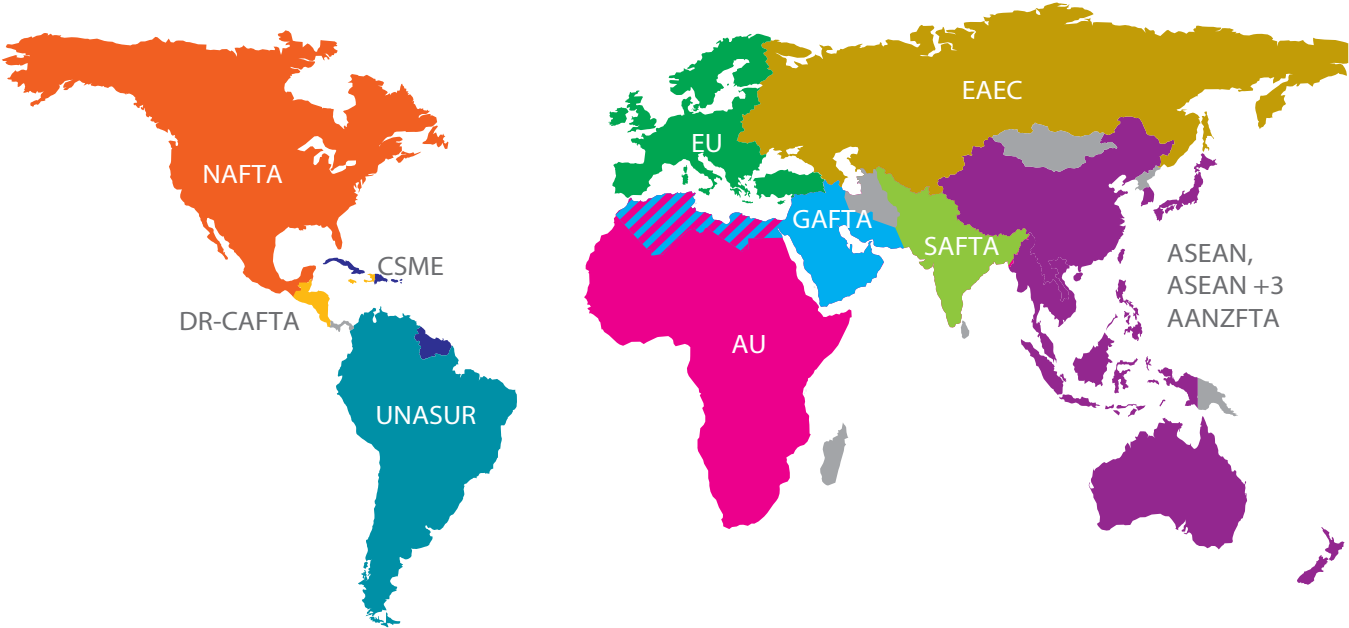 NAFTA
CSME
DR-CAFTA
UNASUR
EU
EAEC
GAFTA
SAFTA
AU
ASEAN,
ASEAN +3
AANZFTA